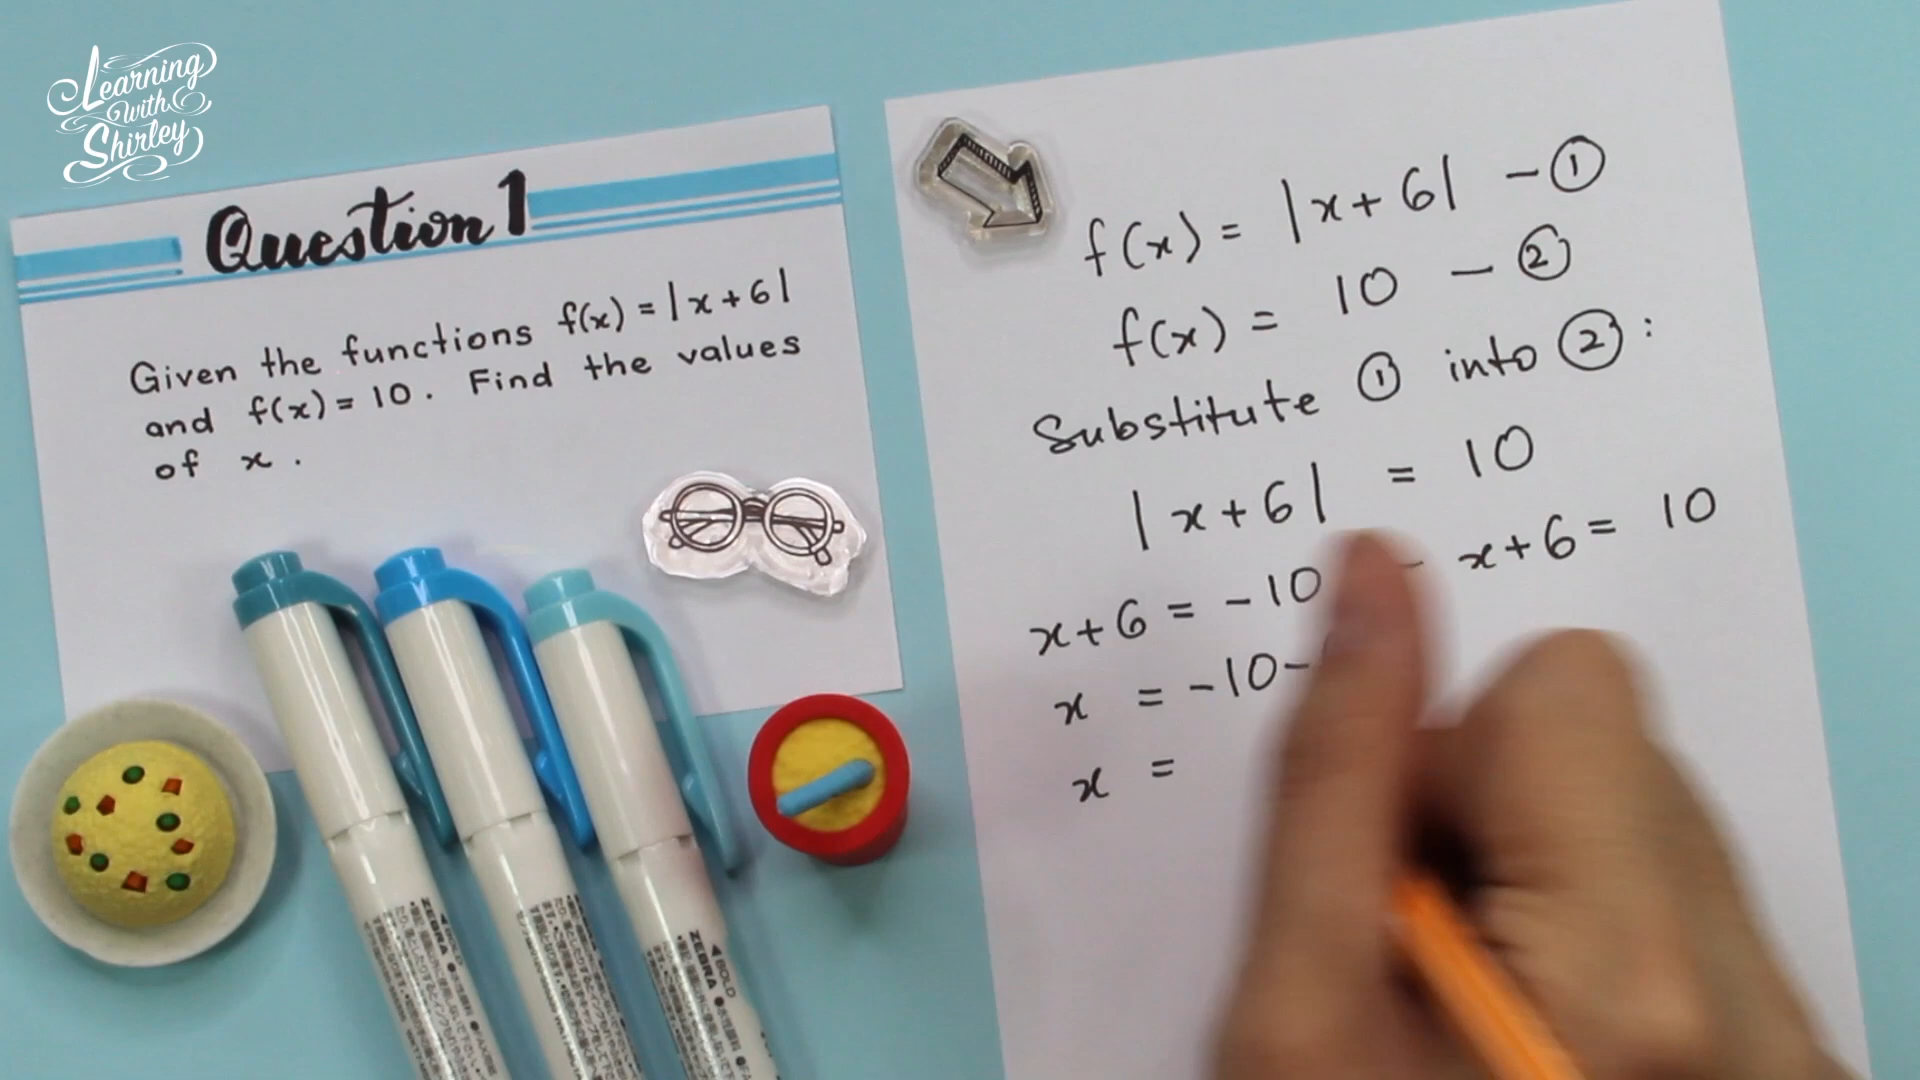 Learning
With
Shirley
Question 1
Given the functions f(x) = |x+6|
and f(x) = 10. Find the values
of x.
f(x) = |x+6| - ①
f(x) = 10 - ②
Substitute ① into ②:
|x+6| = 10
x+6 = -10 x+6 = 10
x = -10-
x =
ZEBRA
ZEBRA
BOLD